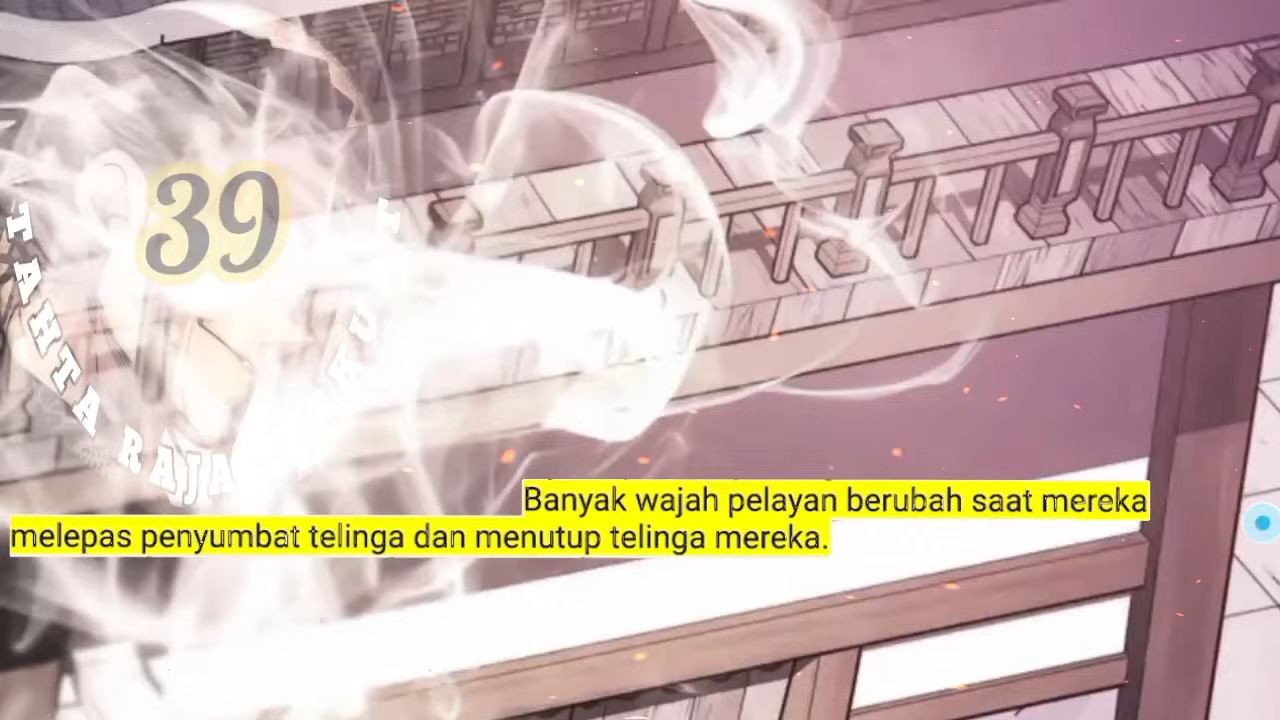 39
TAHTA RAJA
Banyak wajah pelayan berubah saat mereka
melepas penyumbat telinga dan menutup telinga mereka.